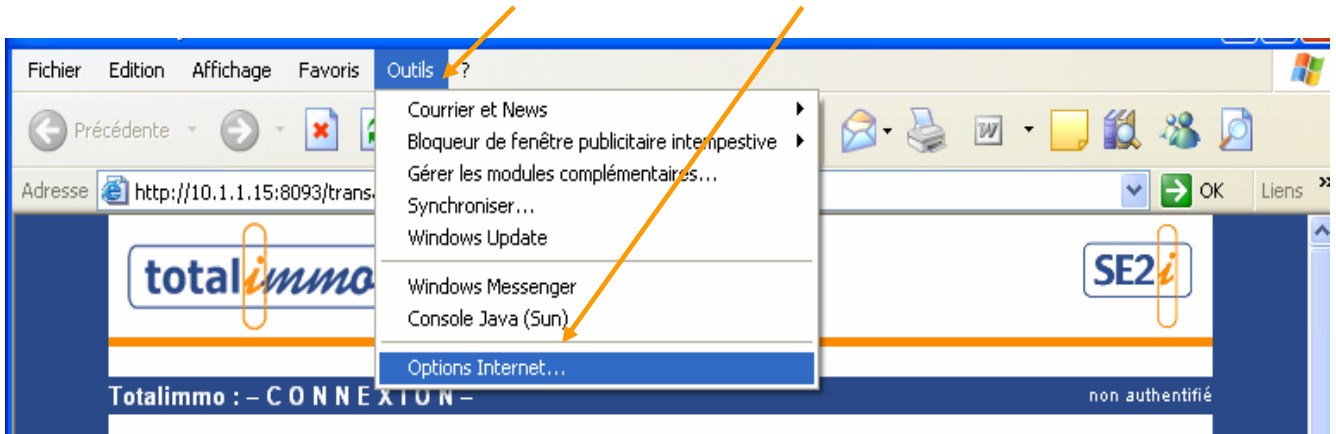 Fichier Edition Affichage Favoris Outils ?
Précédente
Courrier et News
Bloqueur de fenêtre publicitaire intempestive
Gérer les modules complémentaires...
Synchroniser...
Windows Update
Windows Messenger
Console Java (Sun)
Options Internet...
Adresse http://10.1.1.15:8093/trans OK Liens »
totalimmo SE2i
Totalimmo : – C O N N E X I O N – non authentifié